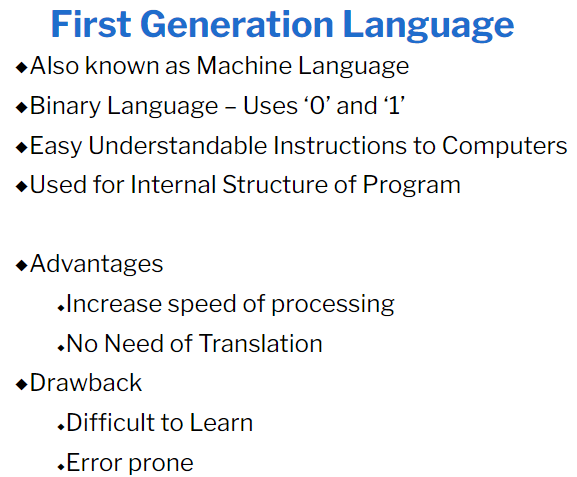 First Generation Language
◆Also known as Machine Language
◆Binary Language – Uses ‘0’ and ‘1’
◆Easy Understandable Instructions to Computers
◆Used for Internal Structure of Program
◆Advantages
◆Increase speed of processing
◆No Need of Translation
◆Drawback
◆Difficult to Learn
◆Error prone